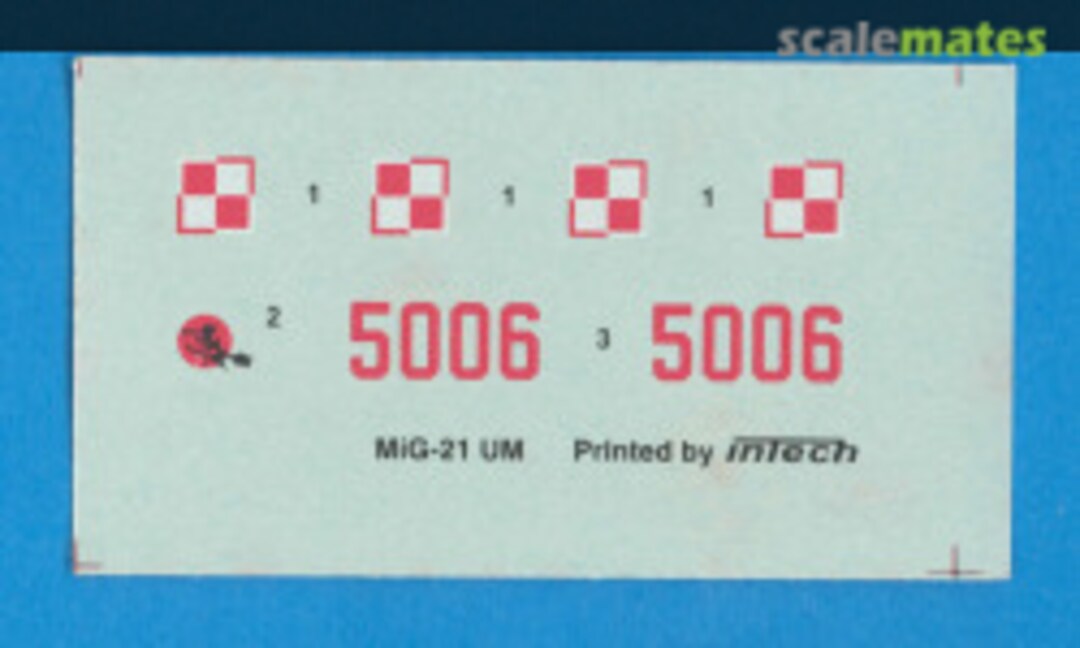 scalemates
1 1 1
2 5006 3 5006
MiG-21 UM Printed by intech